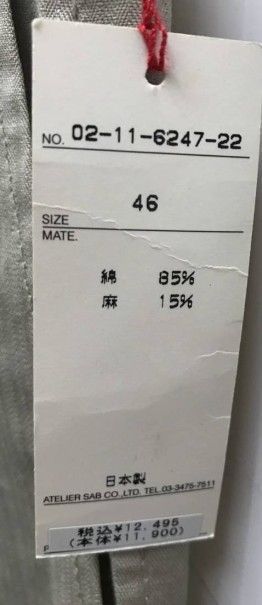 NO. 02-11-6247-22
46
SIZE
MATE.
綿 85%
麻 15%
日本製
ATELIER SAB CO.,LTD. TEL.03-3475-7511
税込¥12,495
(本体¥11,900)